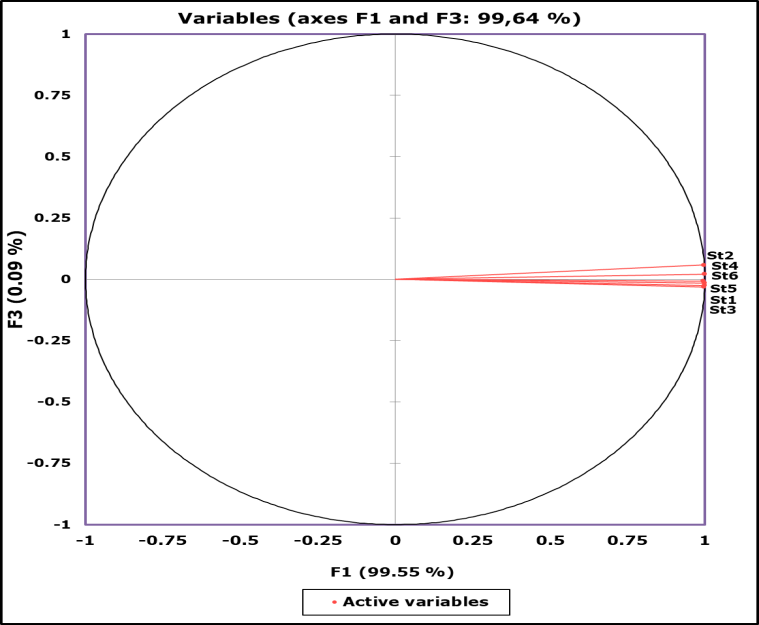 Variables (axes F1 and F3: 99,64 %)
1
0.75
0.5
0.25
0
-0.25
-0.5
-0.75
-1
F3 (0.09 %)
St2
St4
St6
St5
St1
St3
-1 -0.75 -0.5 -0.25 0 0.25 0.5 0.75 1
F1 (99.55 %)
Active variables